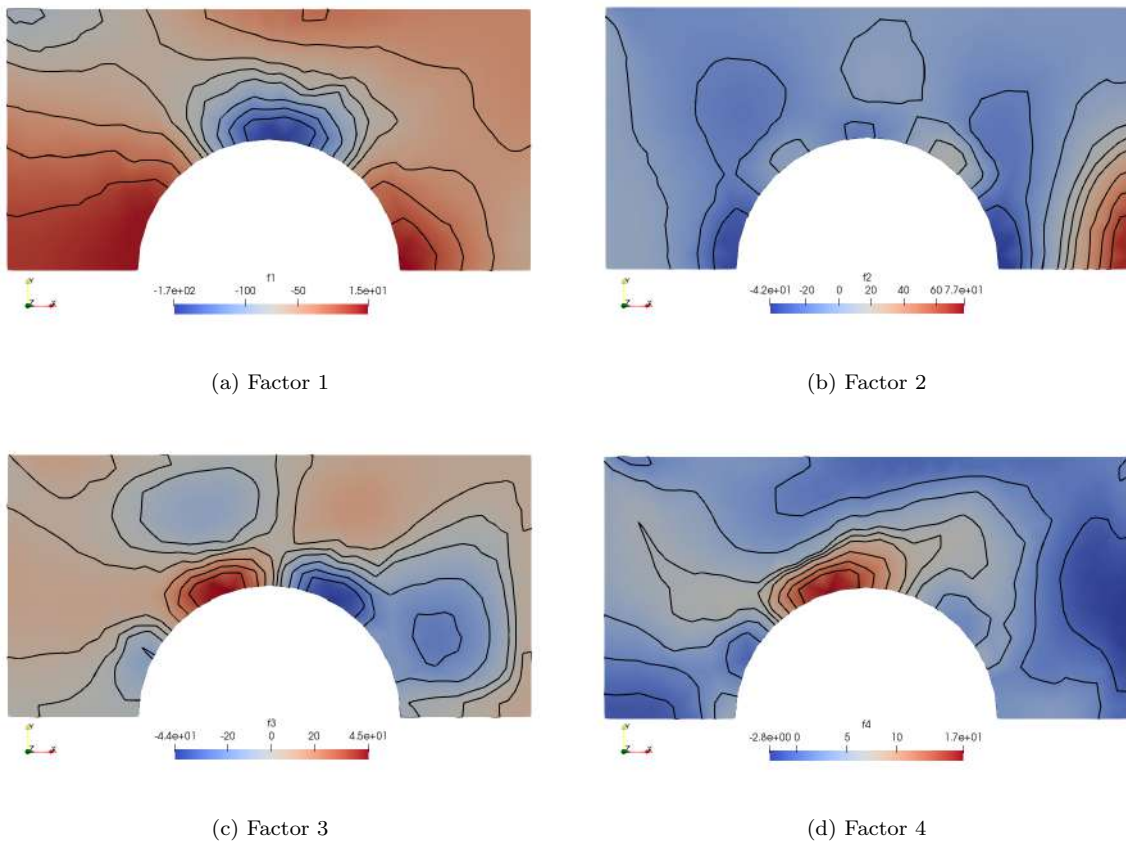 f1
-1.7e+02 -100 -50 1.5e+01
Y
Z X
f2
-4.2e+01 -20 0 20 40 60 7.7e+01
Y
Z X
(a) Factor 1
(b) Factor 2
f3
-4.4e+01 -20 0 20 4.5e+01
Y
Z X
f4
-2.8e+00 0 5 10 1.7e+01
Y
Z X
(c) Factor 3
(d) Factor 4